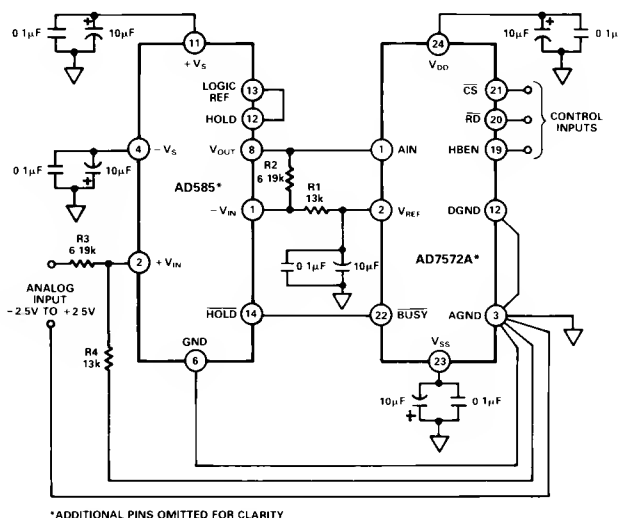 0 1µF
10µF
11
+VS
LOGIC
REF
13
HOLD
12
4
-VS
0 1µF
10µF
VOUT
8
AD585*
R2
6 19k
-VIN
1
R1
13k
R3
6 19k
2
+VIN
ANALOG
INPUT
-2 5V TO +2 5V
R4
13k
HOLD
14
GND
6
0 1µF
10µF
10µF
0 1µ
24
VDD
CS
21
RD
20
HBEN
19
CONTROL
INPUTS
1
AIN
2
VREF
DGND
12
AD7572A*
22
BUSY
AGND
3
VSS
23
10µF
0 1µF
*ADDITIONAL PINS OMITTED FOR CLARITY